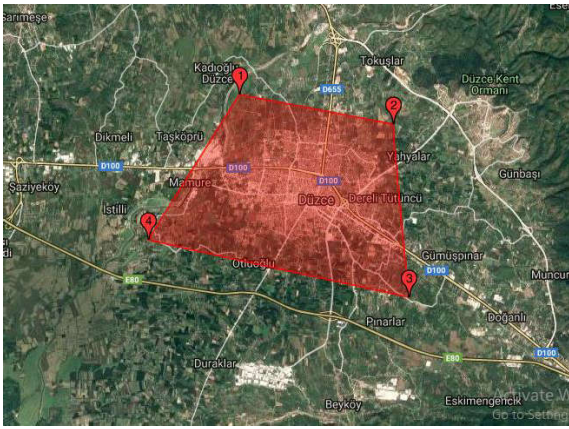 Sarımeşe
Kadıoğlu
Düzce
1
Tokuşlar
D655
Düzce Kent
Ormanı
2
Dikmeli
Taşköprü
D100
D100
D100
Yahyalar
Günbaşı
Şaziyeköy
Mamure
Düzce
Dereli Tütüncü
İstilli
4
Otluoğlu
Gümüşpınar
D100
Muncur
E80
3
Pınarlar
Doğanlı
D100
E80
Duraklar
Beyköy
Eskimengencik
Activate W
Go to Setting